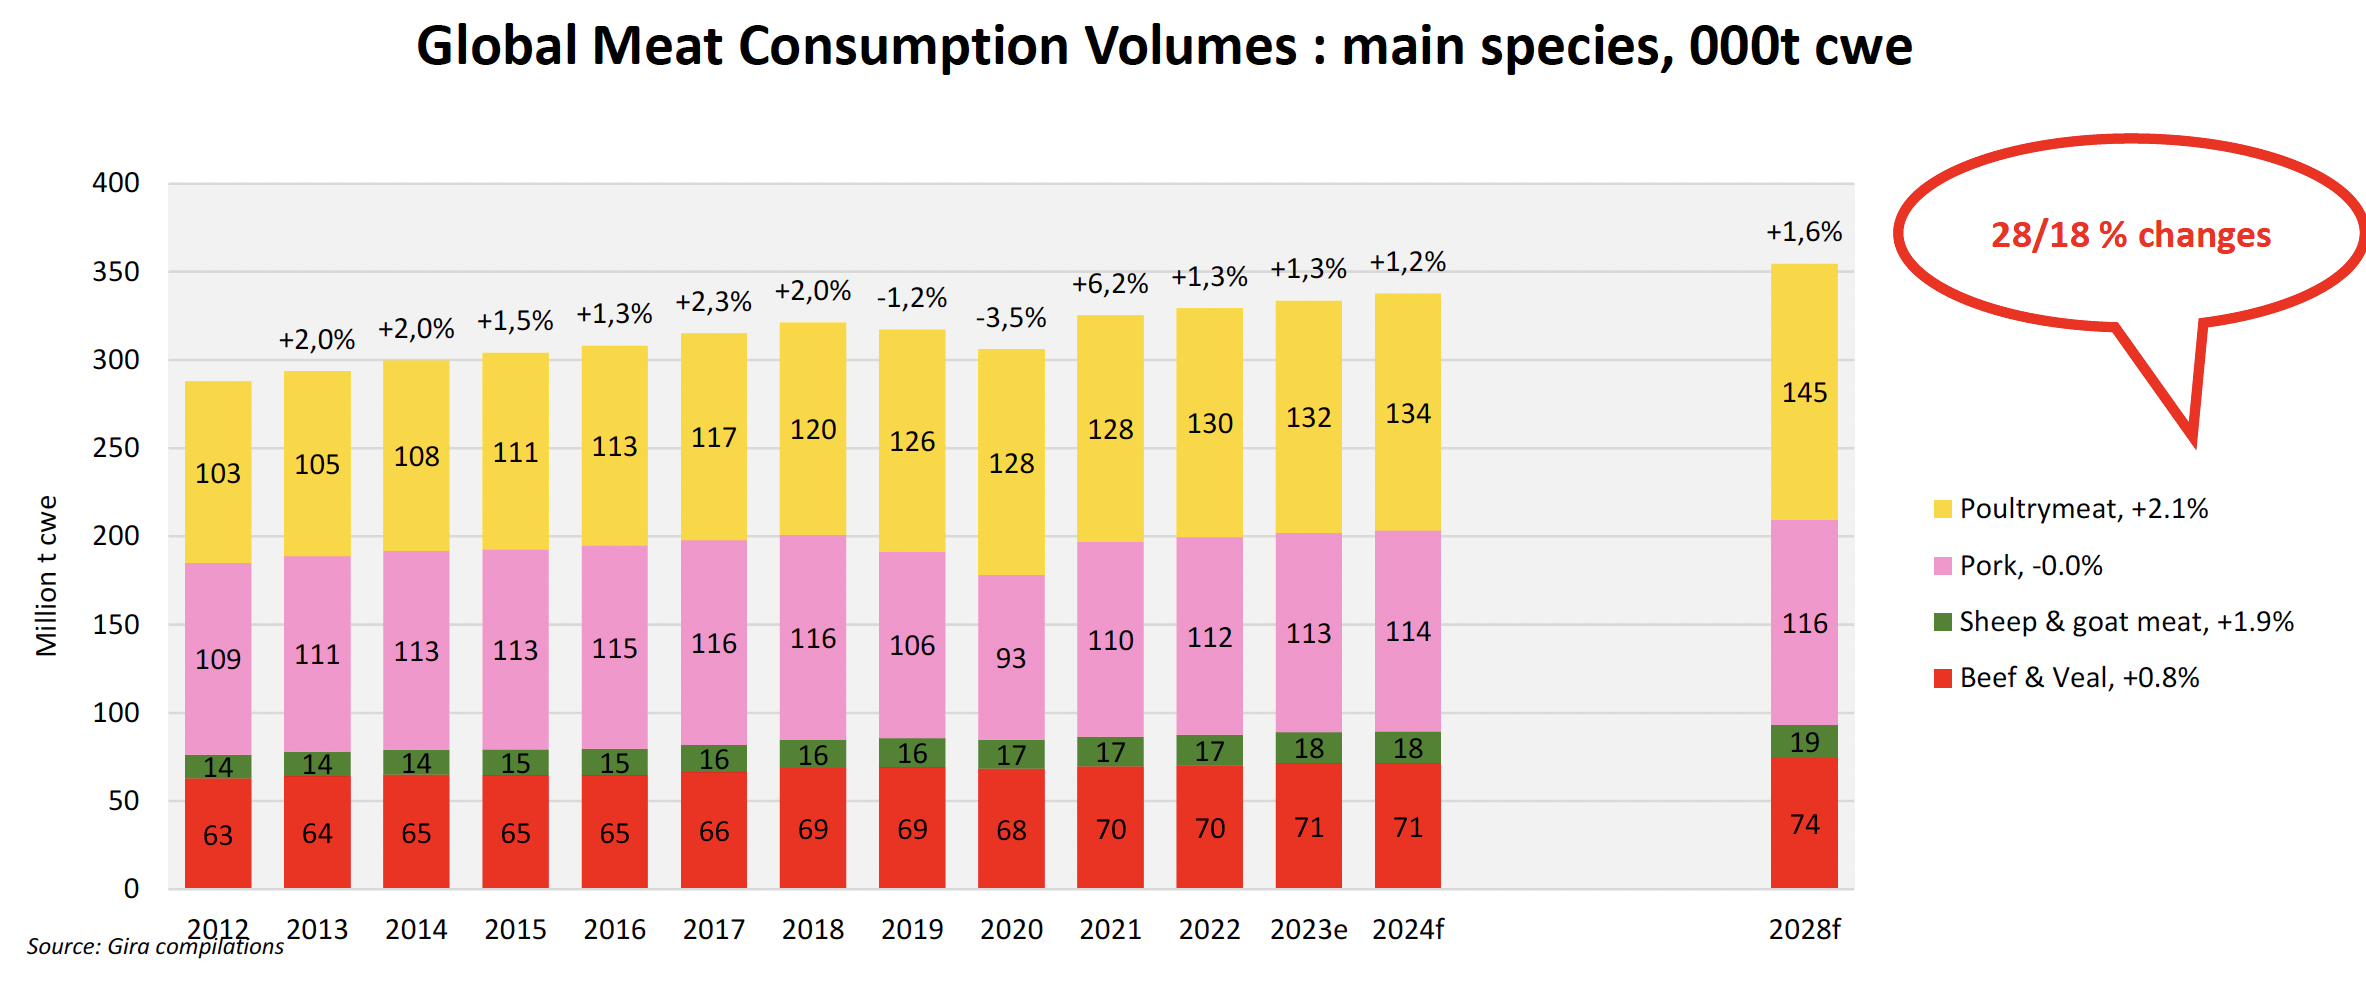 Global Meat Consumption Volumes : main species, 000t cwe
28/18 % changes
Million t cwe
400
350
300
250
200
150
100
50
0
+2,0%
+2,0%
+1,5%
+1,3%
+2,3%
+2,0%
-1,2%
-3,5%
+6,2%
+1,3%
+1,3%
+1,2%
+1,6%
103 105 108 111 113 117 120 126 128 128 130 132 134 145
109 111 113 113 115 116 116 106 93 110 112 113 114 116
14 14 14 15 15 16 16 16 17 17 17 18 18 19
63 64 65 65 65 66 69 69 68 70 70 71 71 74
2012 2013 2014 2015 2016 2017 2018 2019 2020 2021 2022 2023e 2024f 2028f
Poultrymeat, +2.1%
Pork, -0.0%
Sheep & goat meat, +1.9%
Beef & Veal, +0.8%
Source: Gira compilations